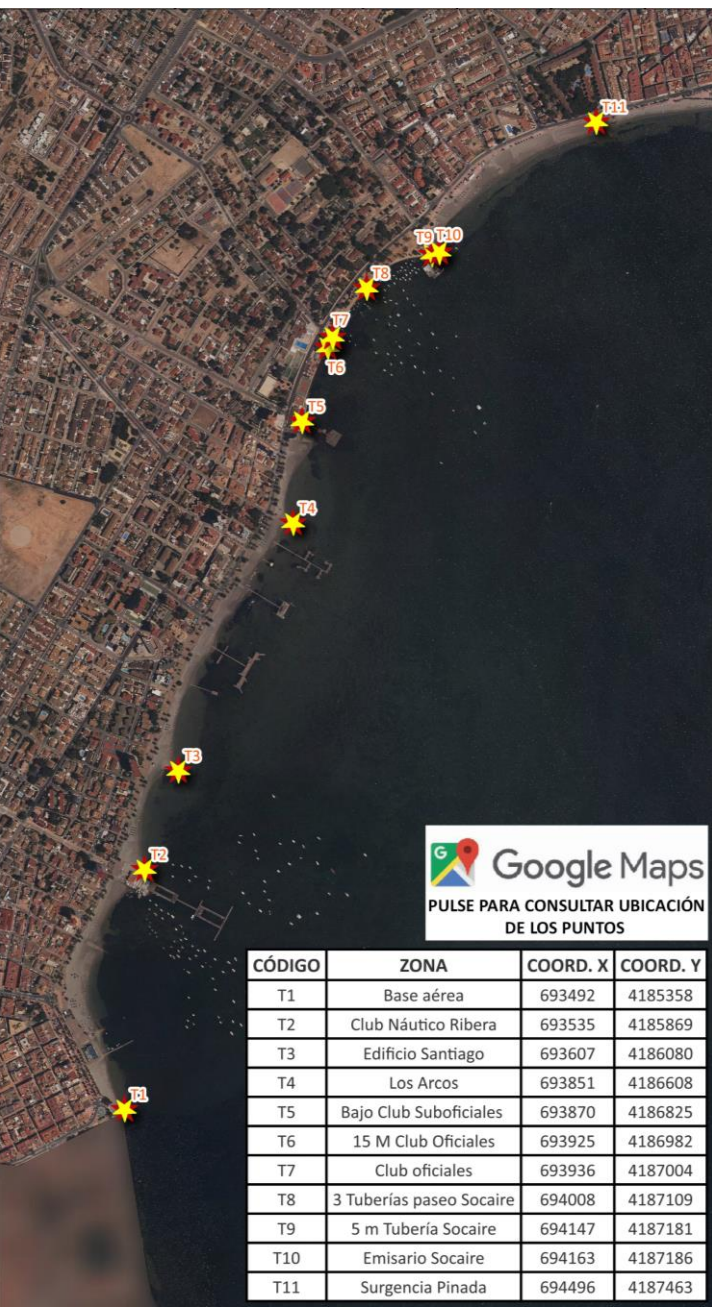 T11
T9 T10
T8
T7
T6
T5
T4
T3
T2
T1
G
Google Maps
PULSE PARA CONSULTAR UBICACIÓN
DE LOS PUNTOS
CÓDIGO ZONA COORD. X COORD. Y
T1 Base aérea 693492 4185358
T2 Club Náutico Ribera 693535 4185869
T3 Edificio Santiago 693607 4186080
T4 Los Arcos 693851 4186608
T5 Bajo Club Suboficiales 693870 4186825
T6 15 M Club Oficiales 693925 4186982
T7 Club oficiales 693936 4187004
T8 3 Tuberías paseo Socaire 694008 4187109
T9 5 m Tubería Socaire 694147 4187181
T10 Emisario Socaire 694163 4187186
T11 Surgencia Pinada 694496 4187463